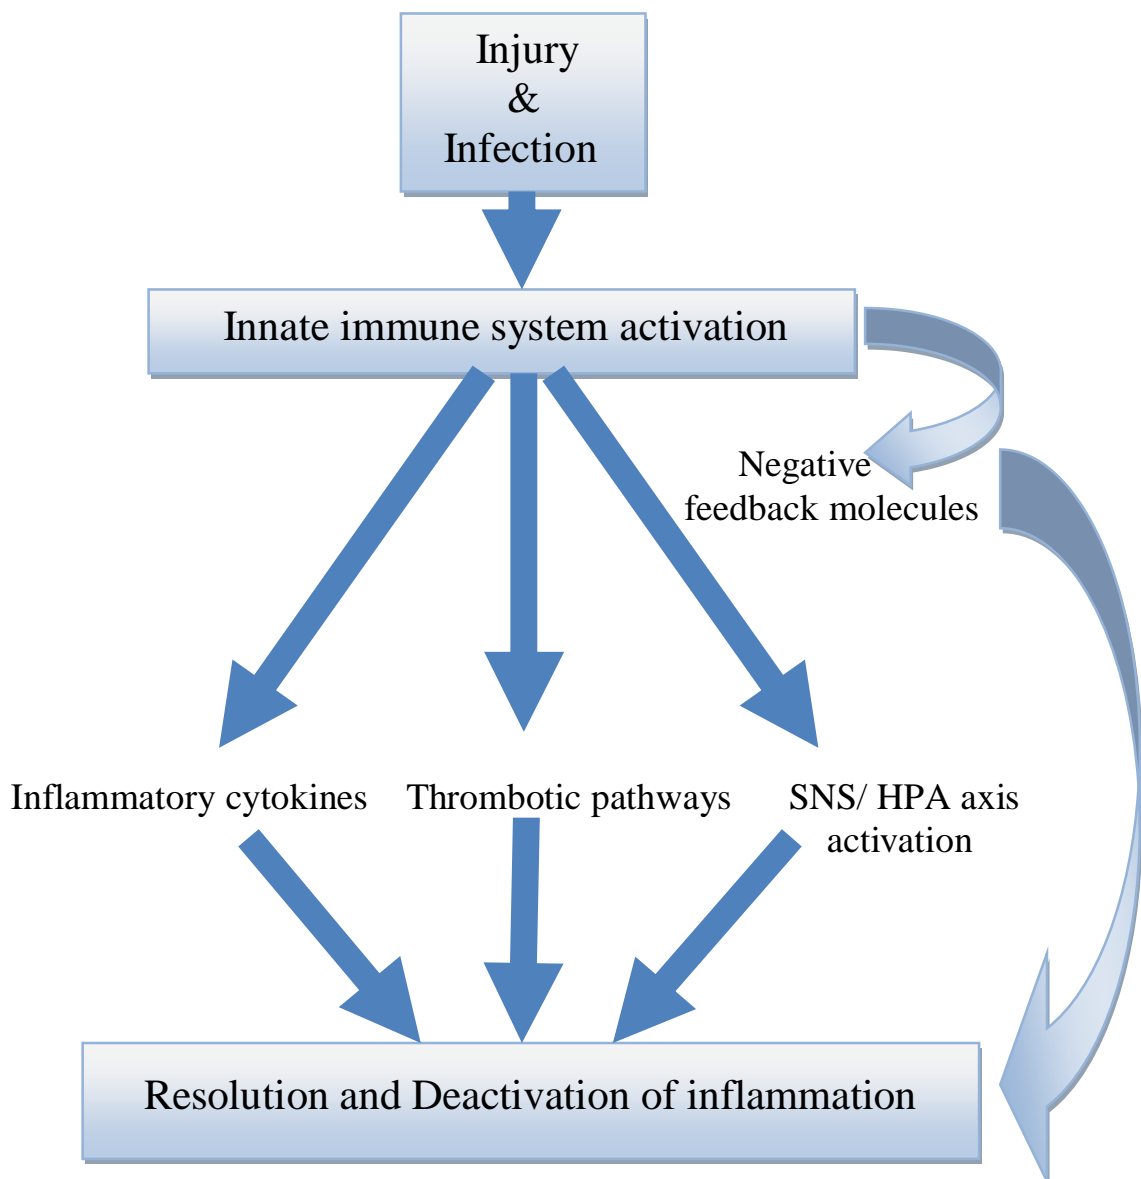 Injury
&
Infection
Innate immune system activation
Negative
feedback molecules
Inflammatory cytokines
Thrombotic pathways
SNS/ HPA axis
activation
Resolution and Deactivation of inflammation